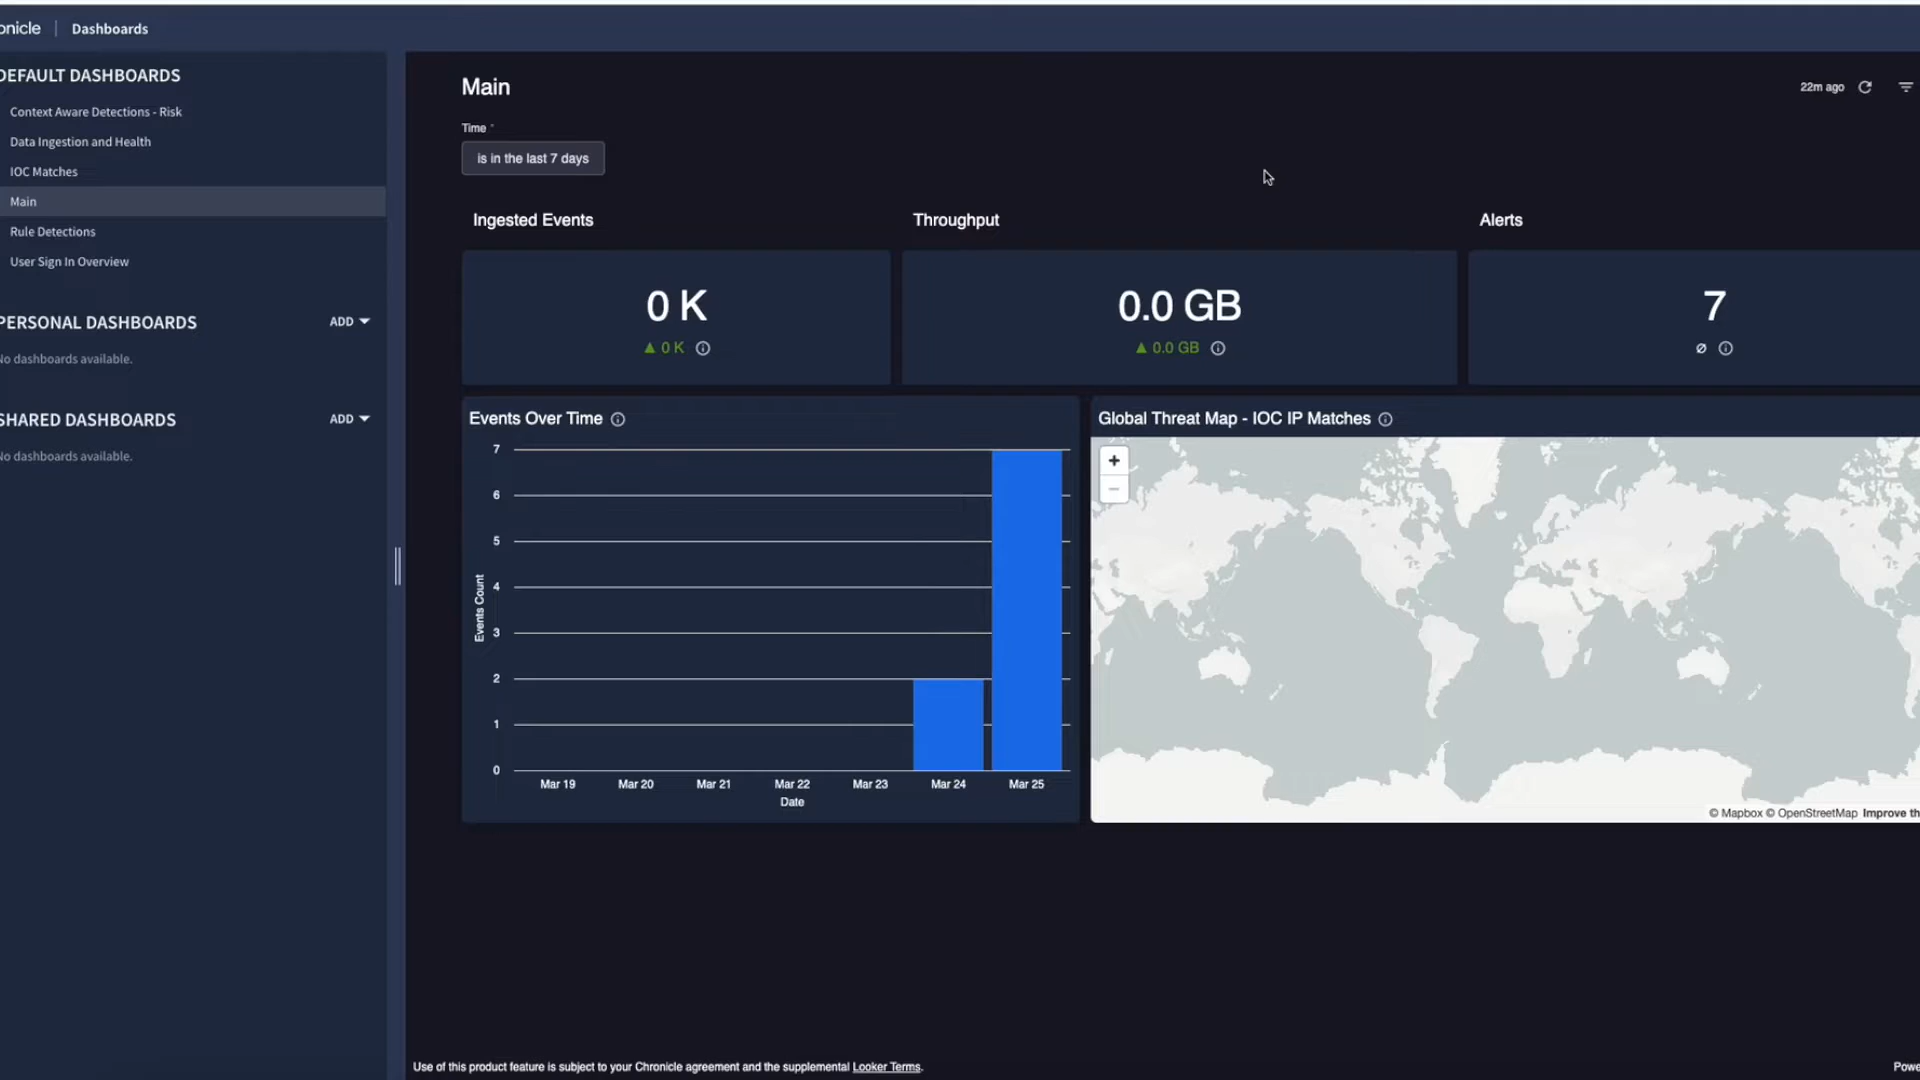 onicle | Dashboards
DEFAULT DASHBOARDS
Context Aware Detections - Risk
Data Ingestion and Health
IOC Matches
Main
Rule Detections
User Sign In Overview
PERSONAL DASHBOARDS ADD
No dashboards available.
SHARED DASHBOARDS ADD
No dashboards available.
Main
22m ago
Time *
is in the last 7 days
Ingested Events
0 K
▲ 0 K
Throughput
0.0 GB
▲ 0.0 GB
Alerts
7
∅
Events Over Time
7
6
5
4
3
2
1
0
Events Count
Mar 19 Mar 20 Mar 21 Mar 22 Mar 23 Mar 24 Mar 25
Date
Global Threat Map - IOC IP Matches
+
−
© Mapbox © OpenStreetMap Improve th
Use of this product feature is subject to your Chronicle agreement and the supplemental Looker Terms.
Powe